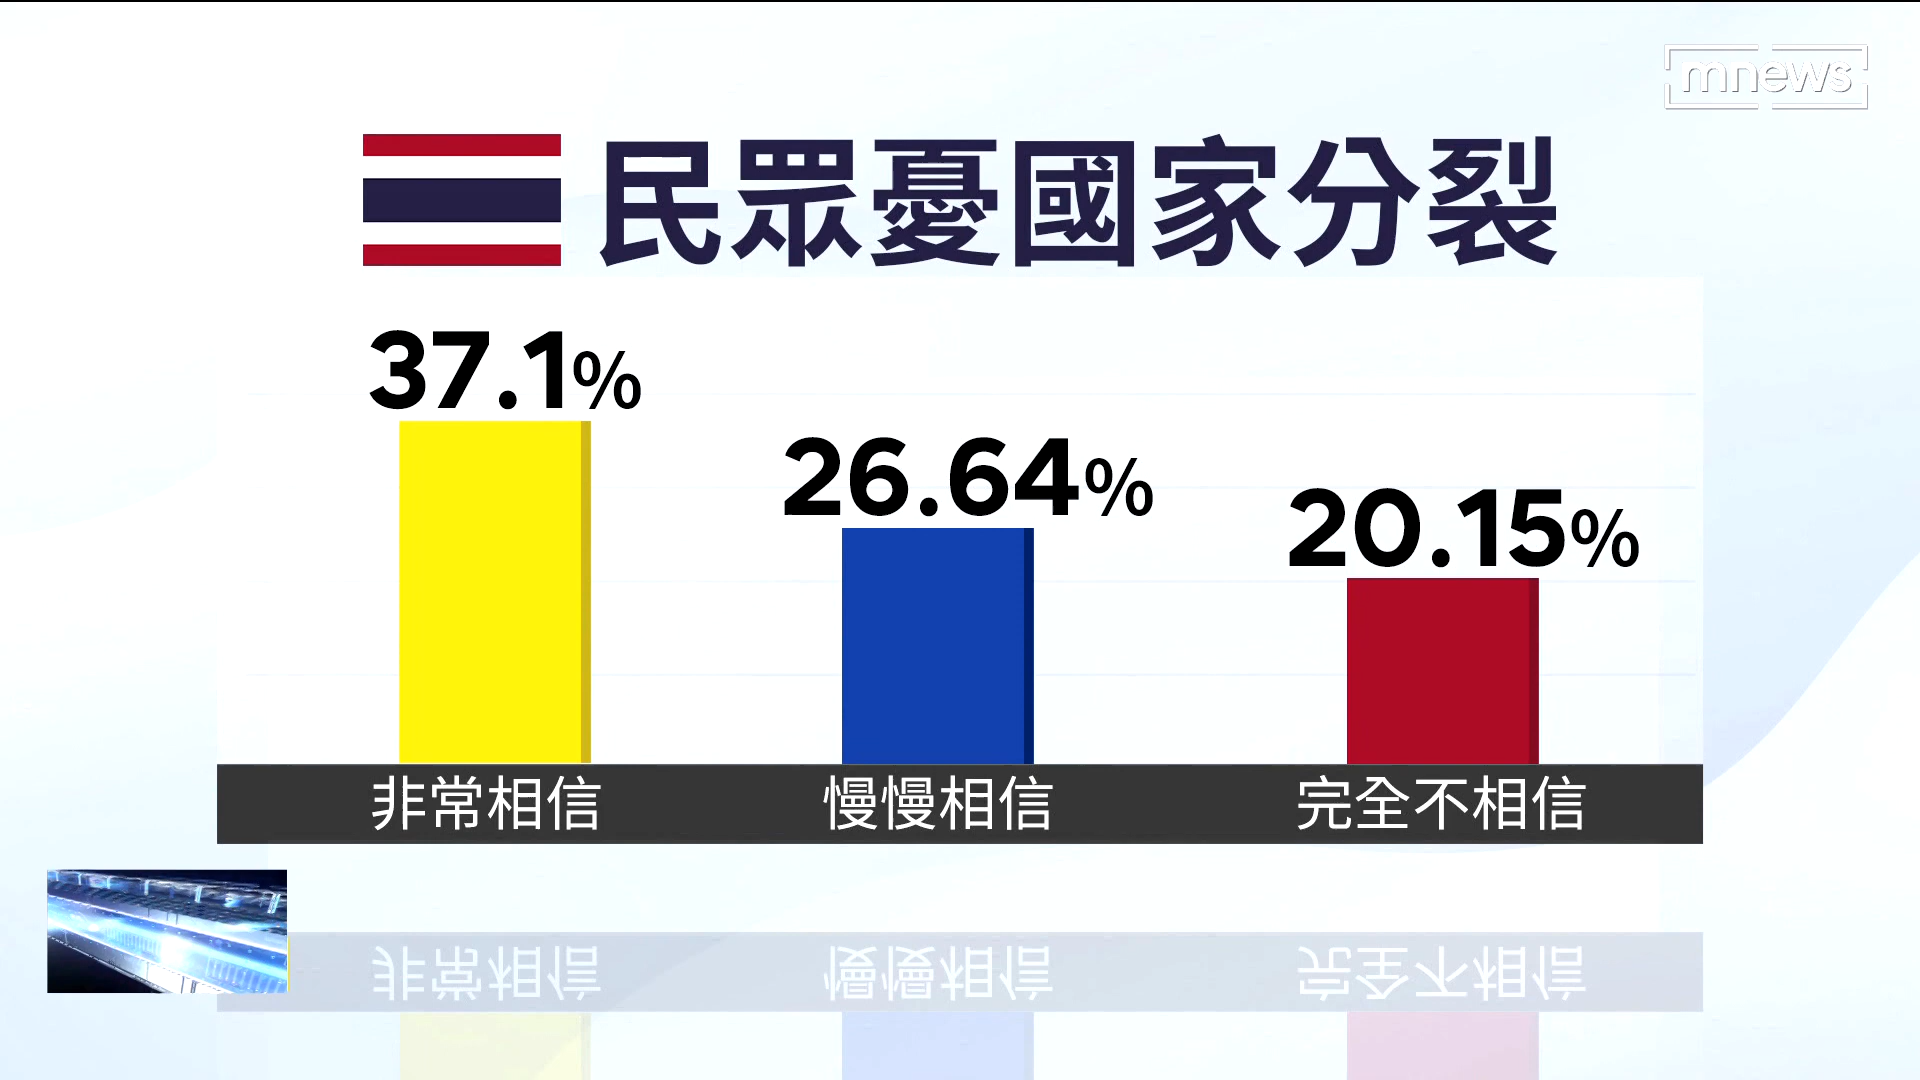 mnews
民眾憂國家分裂
37.1%
26.64%
20.15%
非常相信
慢慢相信
完全不相信